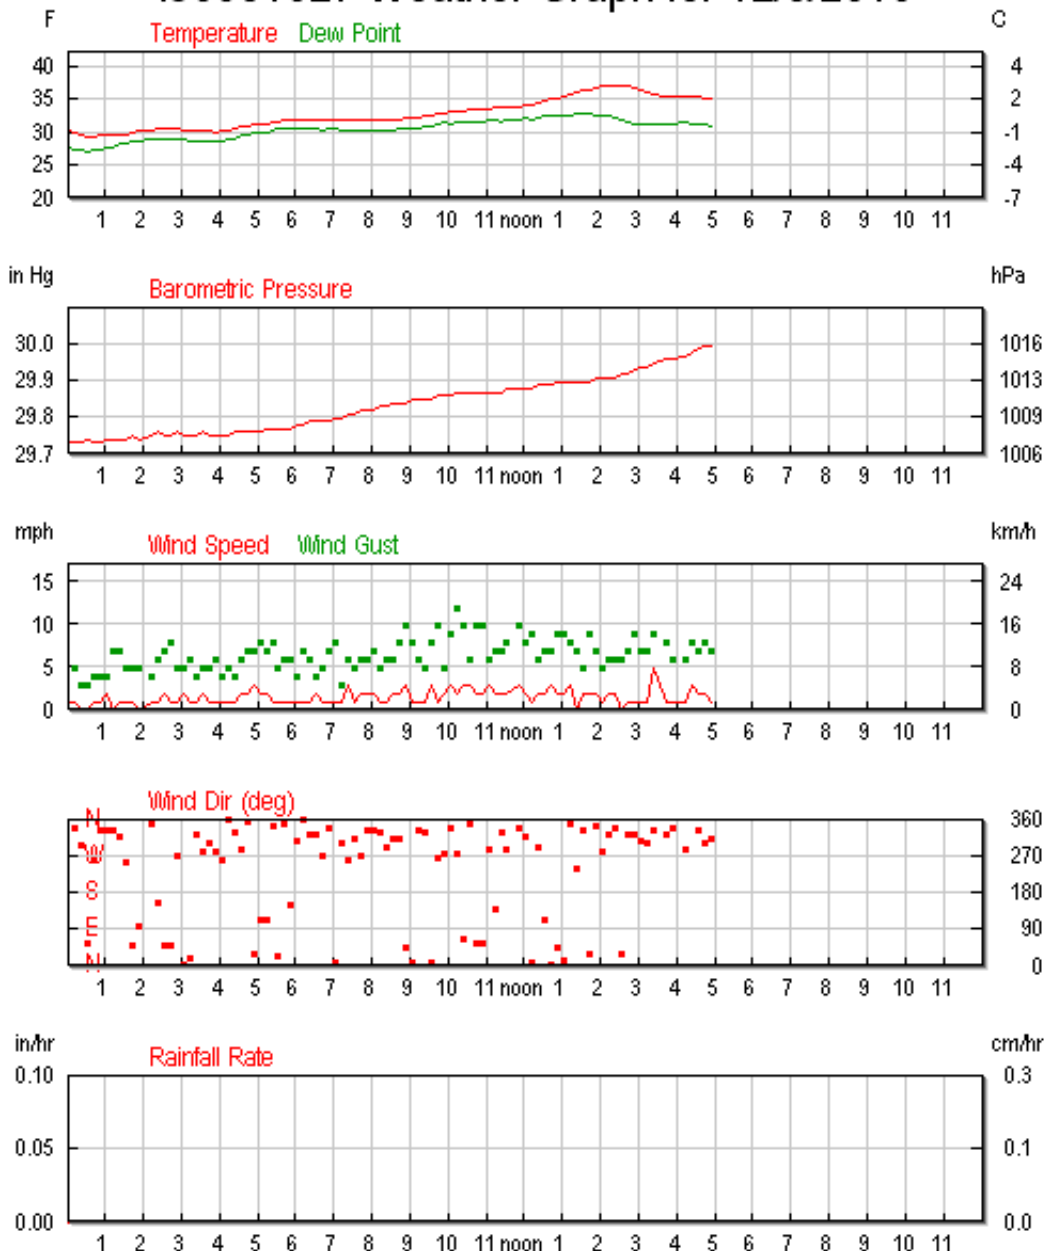 Weather Graph for
F C
Temperature Dew Point
40 4
35 2
30 -1
25 -4
20 -7
1 2 3 4 5 6 7 8 9 10 11 noon 1 2 3 4 5 6 7 8 9 10 11
in Hg hPa
Barometric Pressure
30.0 1016
29.9 1013
29.8 1009
29.7 1006
1 2 3 4 5 6 7 8 9 10 11 noon 1 2 3 4 5 6 7 8 9 10 11
mph km/h
Wind Speed Wind Gust
15 24
10 16
5 8
0 0
1 2 3 4 5 6 7 8 9 10 11 noon 1 2 3 4 5 6 7 8 9 10 11
Wind Dir (deg)
N 360
W 270
S 180
E 90
N 0
1 2 3 4 5 6 7 8 9 10 11 noon 1 2 3 4 5 6 7 8 9 10 11
in/hr cm/hr
Rainfall Rate
0.10 0.3
0.05 0.1
0.00 0.0
1 2 3 4 5 6 7 8 9 10 11 noon 1 2 3 4 5 6 7 8 9 10 11